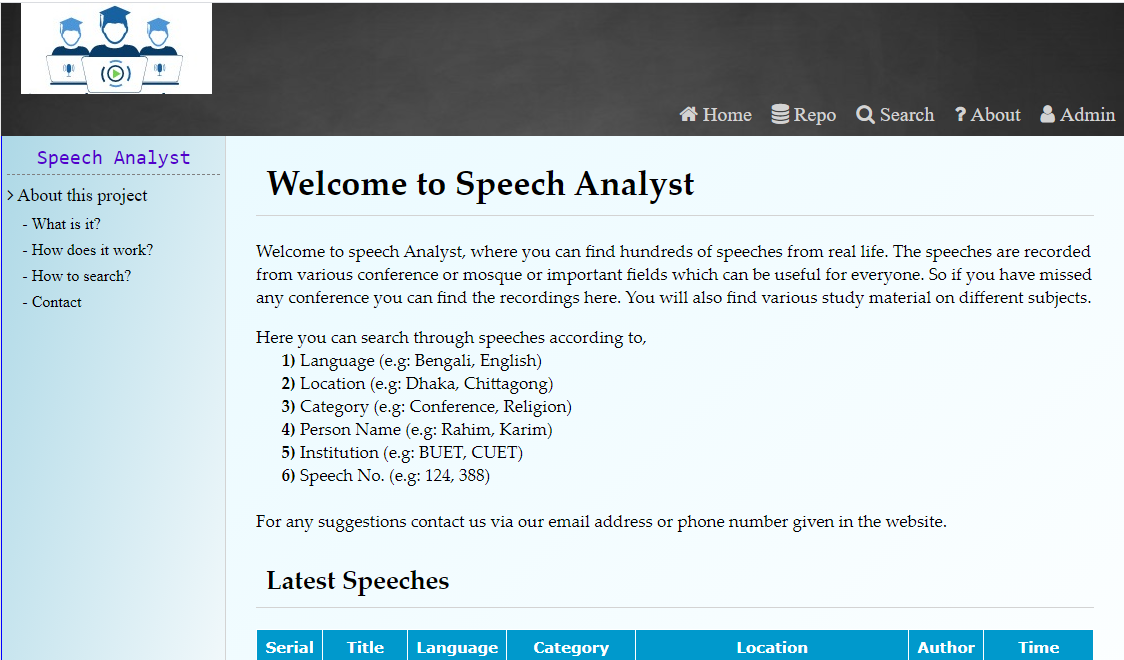 Home Repo Search ? About Admin
Speech Analyst
> About this project
- What is it?
- How does it work?
- How to search?
- Contact
Welcome to Speech Analyst
Welcome to speech Analyst, where you can find hundreds of speeches from real life. The speeches are recorded
from various conference or mosque or important fields which can be useful for everyone. So if you have missed
any conference you can find the recordings here. You will also find various study material on different subjects.
Here you can search through speeches according to,
1) Language (e.g: Bengali, English)
2) Location (e.g: Dhaka, Chittagong)
3) Category (e.g: Conference, Religion)
4) Person Name (e.g: Rahim, Karim)
5) Institution (e.g: BUET, CUET)
6) Speech No. (e.g: 124, 388)
For any suggestions contact us via our email address or phone number given in the website.
Latest Speeches
Serial Title Language Category Location Author Time